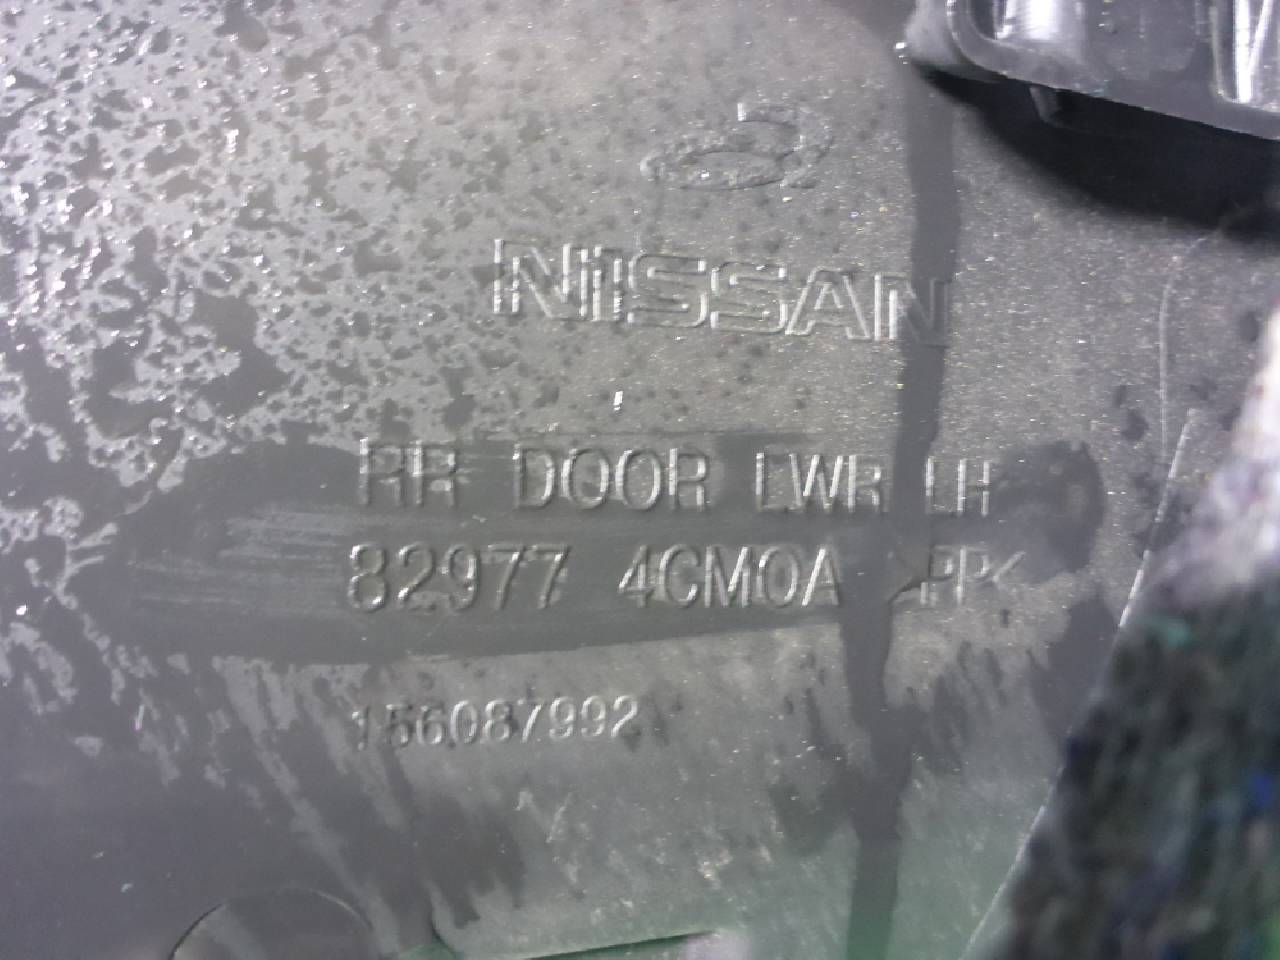 NISSAN
RR DOOR LWR LH
82977 4CM0A >PP<
156087992